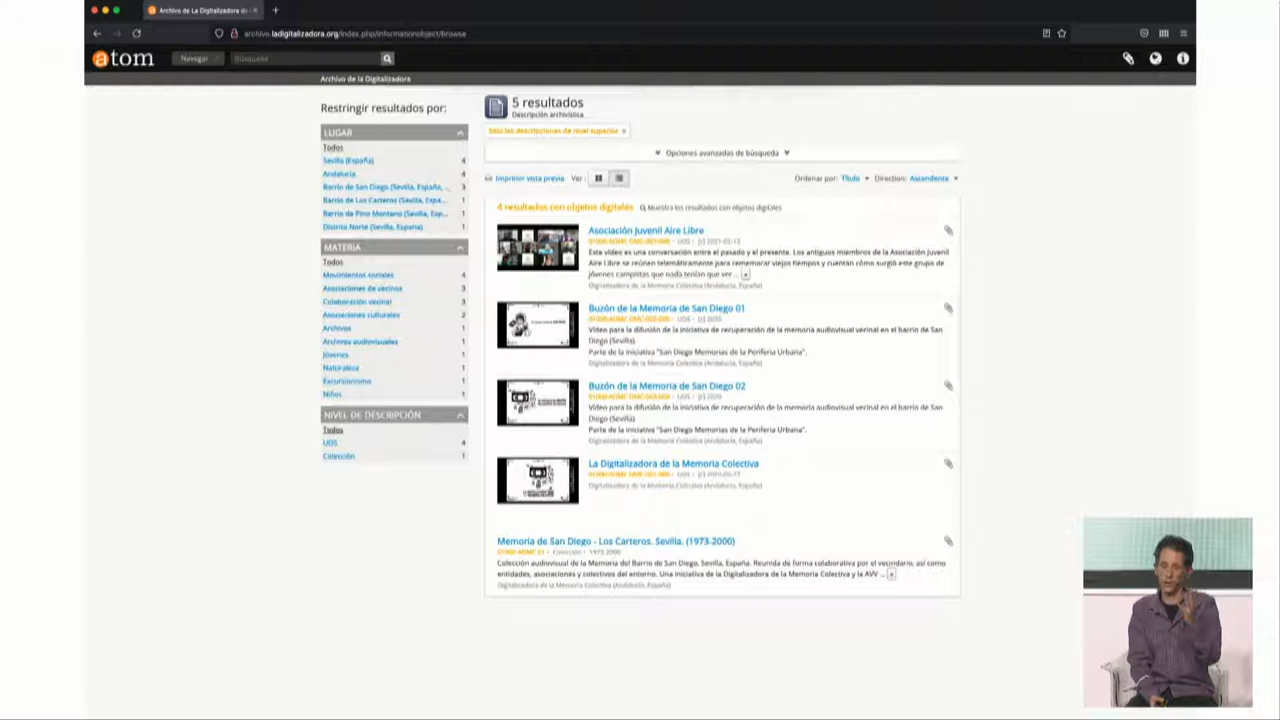 Archivo de La Digitalizadora de
archivo.ladigitalizadora.org/index.php/informationobject/browse
atom
Navegar
Búsqueda
Archivo de la Digitalizadora
Restringir resultados por:
LUGAR
Todos
Sevilla (España) 4
Andalucía 4
Barrio de San Diego (Sevilla, España, ... 3
Barrio de Los Carteros (Sevilla, Espa... 1
Barrio de Pino Montano (Sevilla, Esp... 1
Distrito Norte (Sevilla, España) 1
MATERIA
Todos
Movimientos sociales 4
Asociaciones de vecinos 3
Colaboración vecinal 3
Asociaciones culturales 2
Archivos 1
Archivos audiovisuales 1
Jóvenes 1
Naturaleza 1
Excursionismo 1
Niños 1
NIVEL DE DESCRIPCIÓN
Todos
UDS 4
Colección 1
5 resultados
Descripción archivística
Sólo las descripciones de nivel superior ×
Opciones avanzadas de búsqueda
Imprimir vista previa Ver :
Ordenar por: Título Direction: Ascendente
4 resultados con objetos digitales Muestra los resultados con objetos digitales
Asociación Juvenil Aire Libre
UDS
Este vídeo es una conversación entre el pasado y el presente. Los antiguos miembros de la Asociación Juvenil
Aire Libre se reúnen telemáticamente para rememorar viejos tiempos y cuentan cómo surgió este grupo de
jóvenes campistas que nada tenían que ver ...
Digitalizadora de la Memoria Colectiva (Andalucía, España)
Buzón de la Memoria de San Diego 01
UDS
Vídeo para la difusión de la iniciativa de recuperación de la memoria audiovisual vecinal en el barrio de San
Diego (Sevilla).
Parte de la iniciativa "San Diego Memorias de la Periferia Urbana".
Digitalizadora de la Memoria Colectiva (Andalucía, España)
Buzón de la Memoria de San Diego 02
UDS
Vídeo para la difusión de la iniciativa de recuperación de la memoria audiovisual vecinal en el barrio de San
Diego (Sevilla).
Parte de la iniciativa "San Diego Memorias de la Periferia Urbana".
Digitalizadora de la Memoria Colectiva (Andalucía, España)
La Digitalizadora de la Memoria Colectiva
UDS
Digitalizadora de la Memoria Colectiva (Andalucía, España)
Memoria de San Diego - Los Carteros. Sevilla. (1973-2000)
Colección · 1973-2000
Colección audiovisual de la Memoria del Barrio de San Diego, Sevilla, España. Reunida de forma colaborativa por el vecindario, así como
entidades, asociaciones y colectivos del entorno. Una iniciativa de la Digitalizadora de la Memoria Colectiva y la AVV ...
Digitalizadora de la Memoria Colectiva (Andalucía, España)